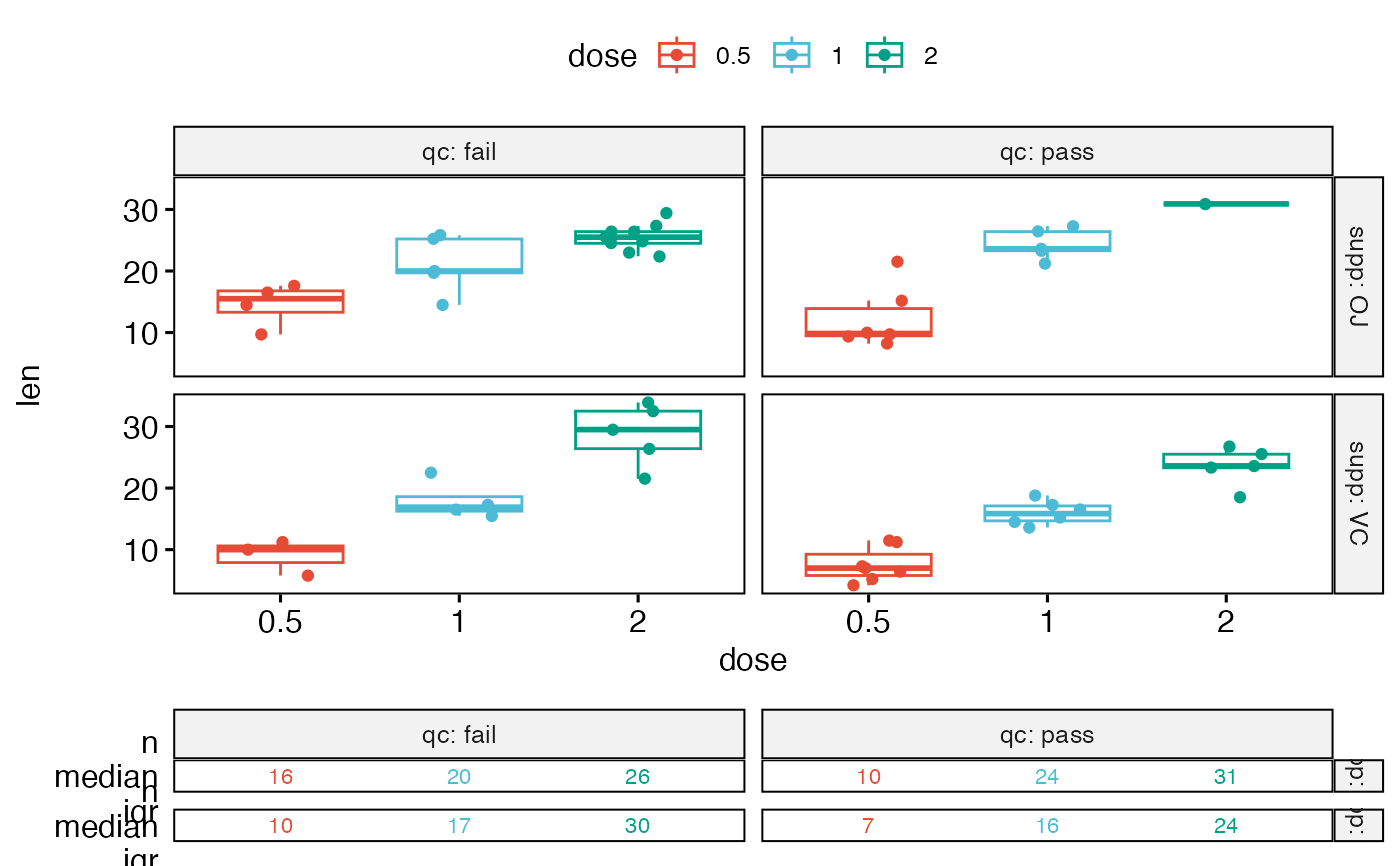 dose 0.5 1 2
qc: fail qc: pass
30
20
10
supp: OJ
len
30
20
10
supp: VC
0.5 1 2 0.5 1 2
dose
qc: fail qc: pass
n
median 16 20 26 10 24 31
n
iqr
median 10 17 30 7 16 24
iqr